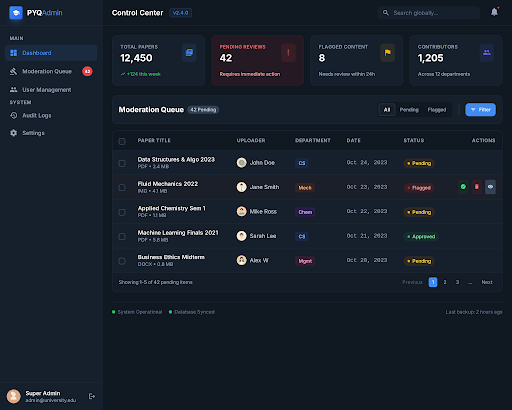 PYQAdmin
MAIN
Dashboard
Moderation Queue
User Management
SYSTEM
Audit Logs
Settings
Super Admin
admin@university.edu
Control Center v2.4.0 Search globally...
TOTAL PAPERS
12,450
+124 this week
PENDING REVIEWS
42
Requires immediate action
FLAGGED CONTENT
8
Needs review within 24h
CONTRIBUTORS
1,205
Across 12 departments
Moderation Queue 42 Pending All Pending Flagged Filter
PAPER TITLE UPLOADER DEPARTMENT DATE STATUS ACTIONS
Data Structures & Algo 2023 John Doe CS Oct 24, 2023 Pending
PDF • 2.4 MB
Fluid Mechanics 2022 Jane Smith Mech Oct 23, 2023 Flagged
IMG • 4.1 MB
Applied Chemistry Sem 1 Mike Ross Chem Oct 22, 2023 Pending
PDF • 1.1 MB
Machine Learning Finals 2021 Sarah Lee CS Oct 21, 2023 Approved
PDF • 5.8 MB
Business Ethics Midterm Alex W Mgmt Oct 20, 2023 Pending
DOCX • 0.8 MB
Showing 1-5 of 42 pending items Previous 1 2 3 ... Next
System Operational Database Synced Last backup: 2 hours ago